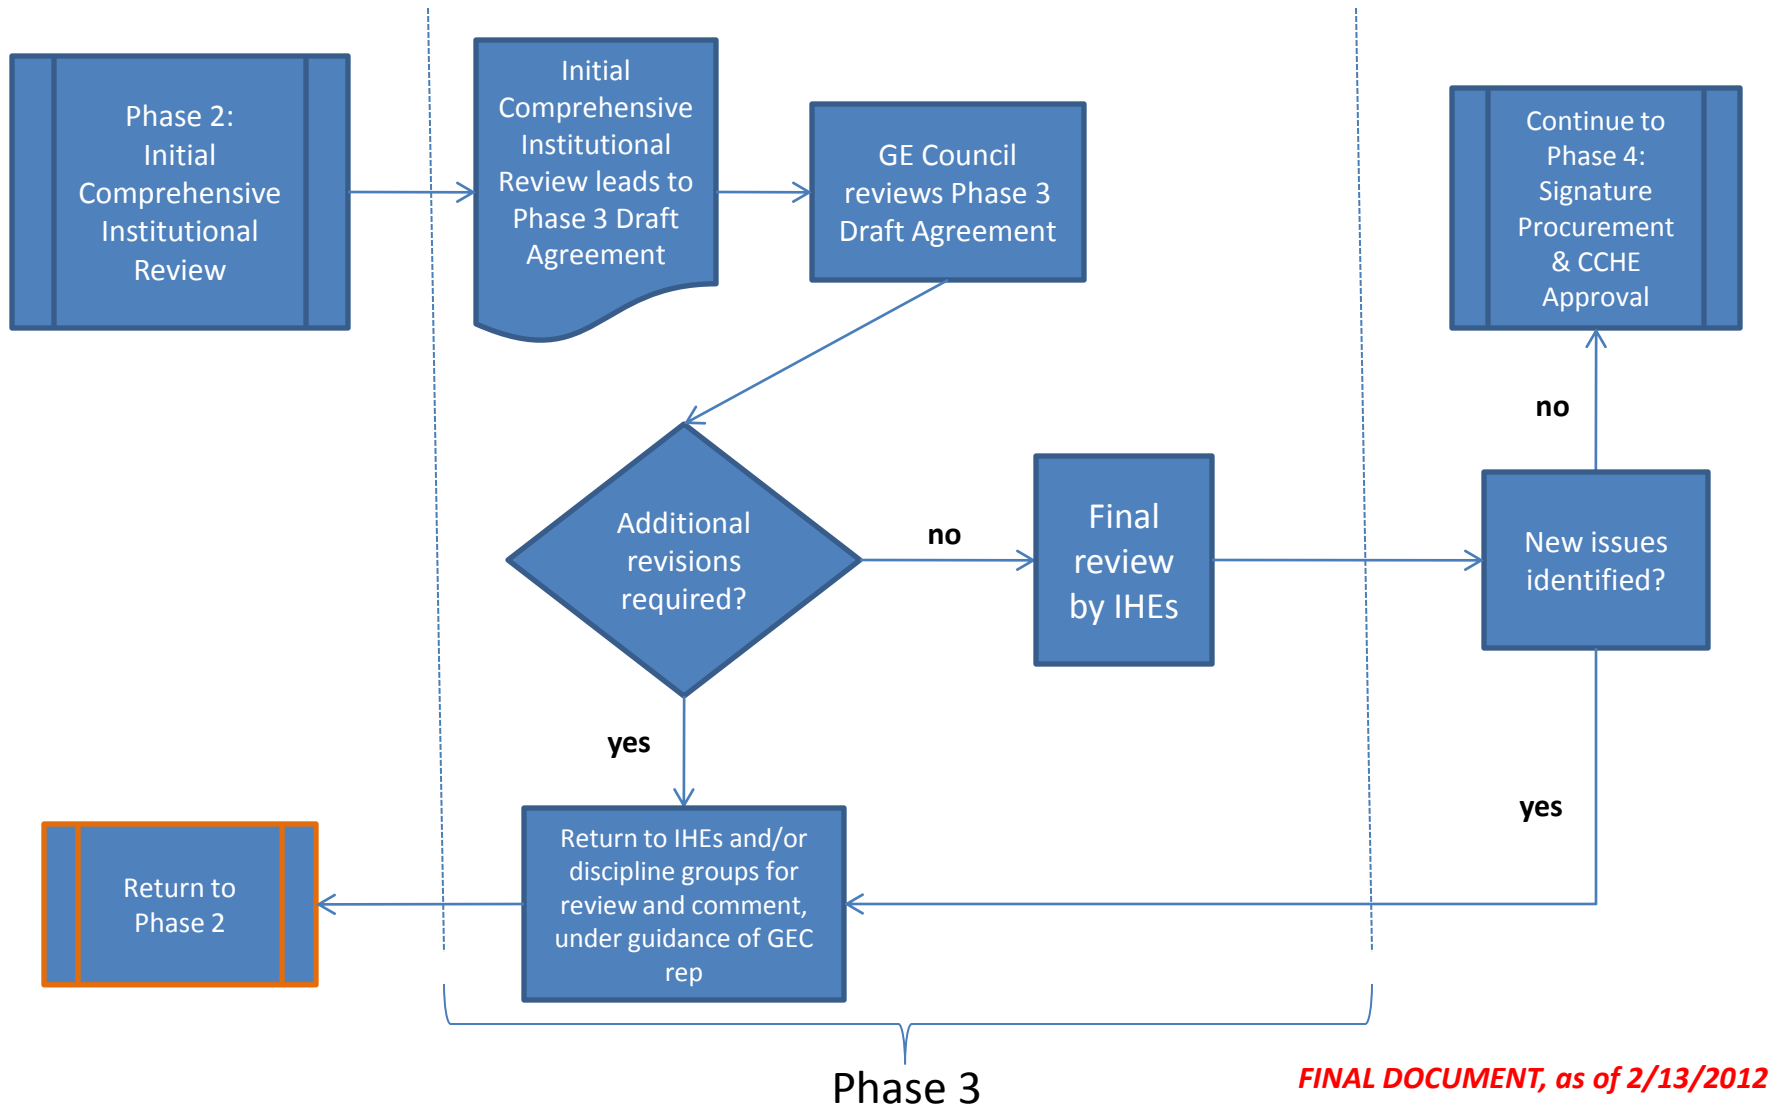 Phase 2:
Initial
Comprehensive
Institutional
Review
Initial
Comprehensive
Institutional
Review leads to
Phase 3 Draft
Agreement
GE Council
reviews Phase 3
Draft Agreement
Continue to
Phase 4:
Signature
Procurement
& CCHE
Approval
no
Additional
revisions
required?
no
Final
review
by IHEs
New issues
identified?
yes
yes
Return to
Phase 2
Return to IHEs and/or
discipline groups for
review and comment,
under guidance of GEC
rep
Phase 3
FINAL DOCUMENT, as of 2/13/2012